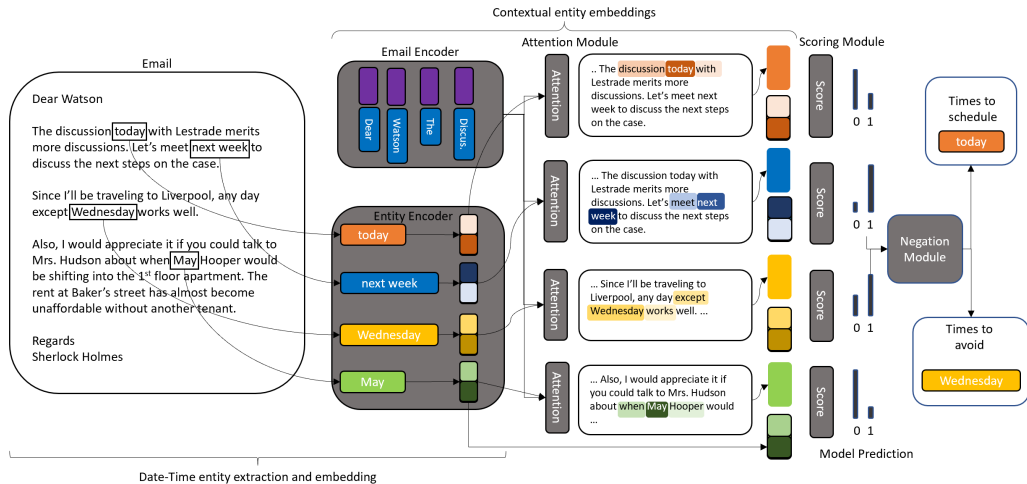 Contextual entity embeddings
Email
Email Encoder
Attention Module
Scoring Module
Dear Watson
The discussion today with Lestrade merits
more discussions. Let's meet next week to
discuss the next steps on the case.
Since I'll be traveling to Liverpool, any day
except Wednesday works well.
Also, I would appreciate it if you could talk to
Mrs. Hudson about when May Hooper would
be shifting into the 1st floor apartment. The
rent at Baker's street has almost become
unaffordable without another tenant.
Regards
Sherlock Holmes
Dear
Watson
The
Discus.
Entity Encoder
today
next week
Wednesday
May
Attention
.. The discussion today with
Lestrade merits more
discussions. Let's meet next
week to discuss the next steps
on the case.
Score
0 1
Attention
... The discussion today with
Lestrade merits more
discussions. Let's meet next
week to discuss the next steps
on the case.
Score
0 1
Attention
... Since I'll be traveling to
Liverpool, any day except
Wednesday works well. ...
Score
0 1
Attention
... Also, I would appreciate it if
you could talk to Mrs. Hudson
about when May Hooper would
...
Score
0 1
Negation
Module
Times to
schedule
today
Times to
avoid
Wednesday
Model Prediction
Date-Time entity extraction and embedding